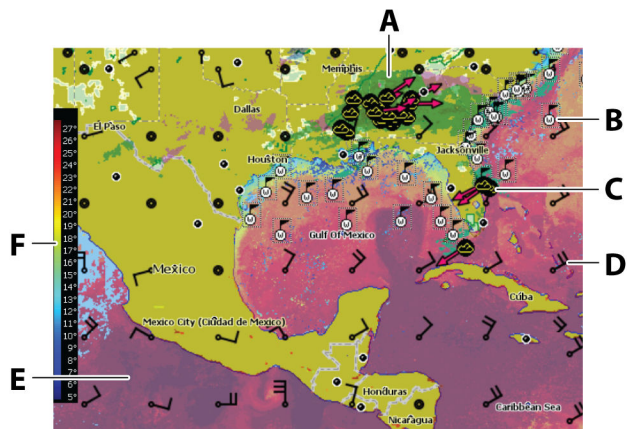 A
Memphis
Dallas
El Paso
B
Jacksonville
Houston
C
Gulf Of Mexico
F
México
D
Cuba
Mexico City (Ciudad de Mexico)
E
Honduras
Caribbean Sea
Nicaragua
27°
25°
24°
23°
22°
21°
20°
19°
18°
17°
16°
15°
14°
13°
12°
11°
10°
9°
8°
7°
6°
5°